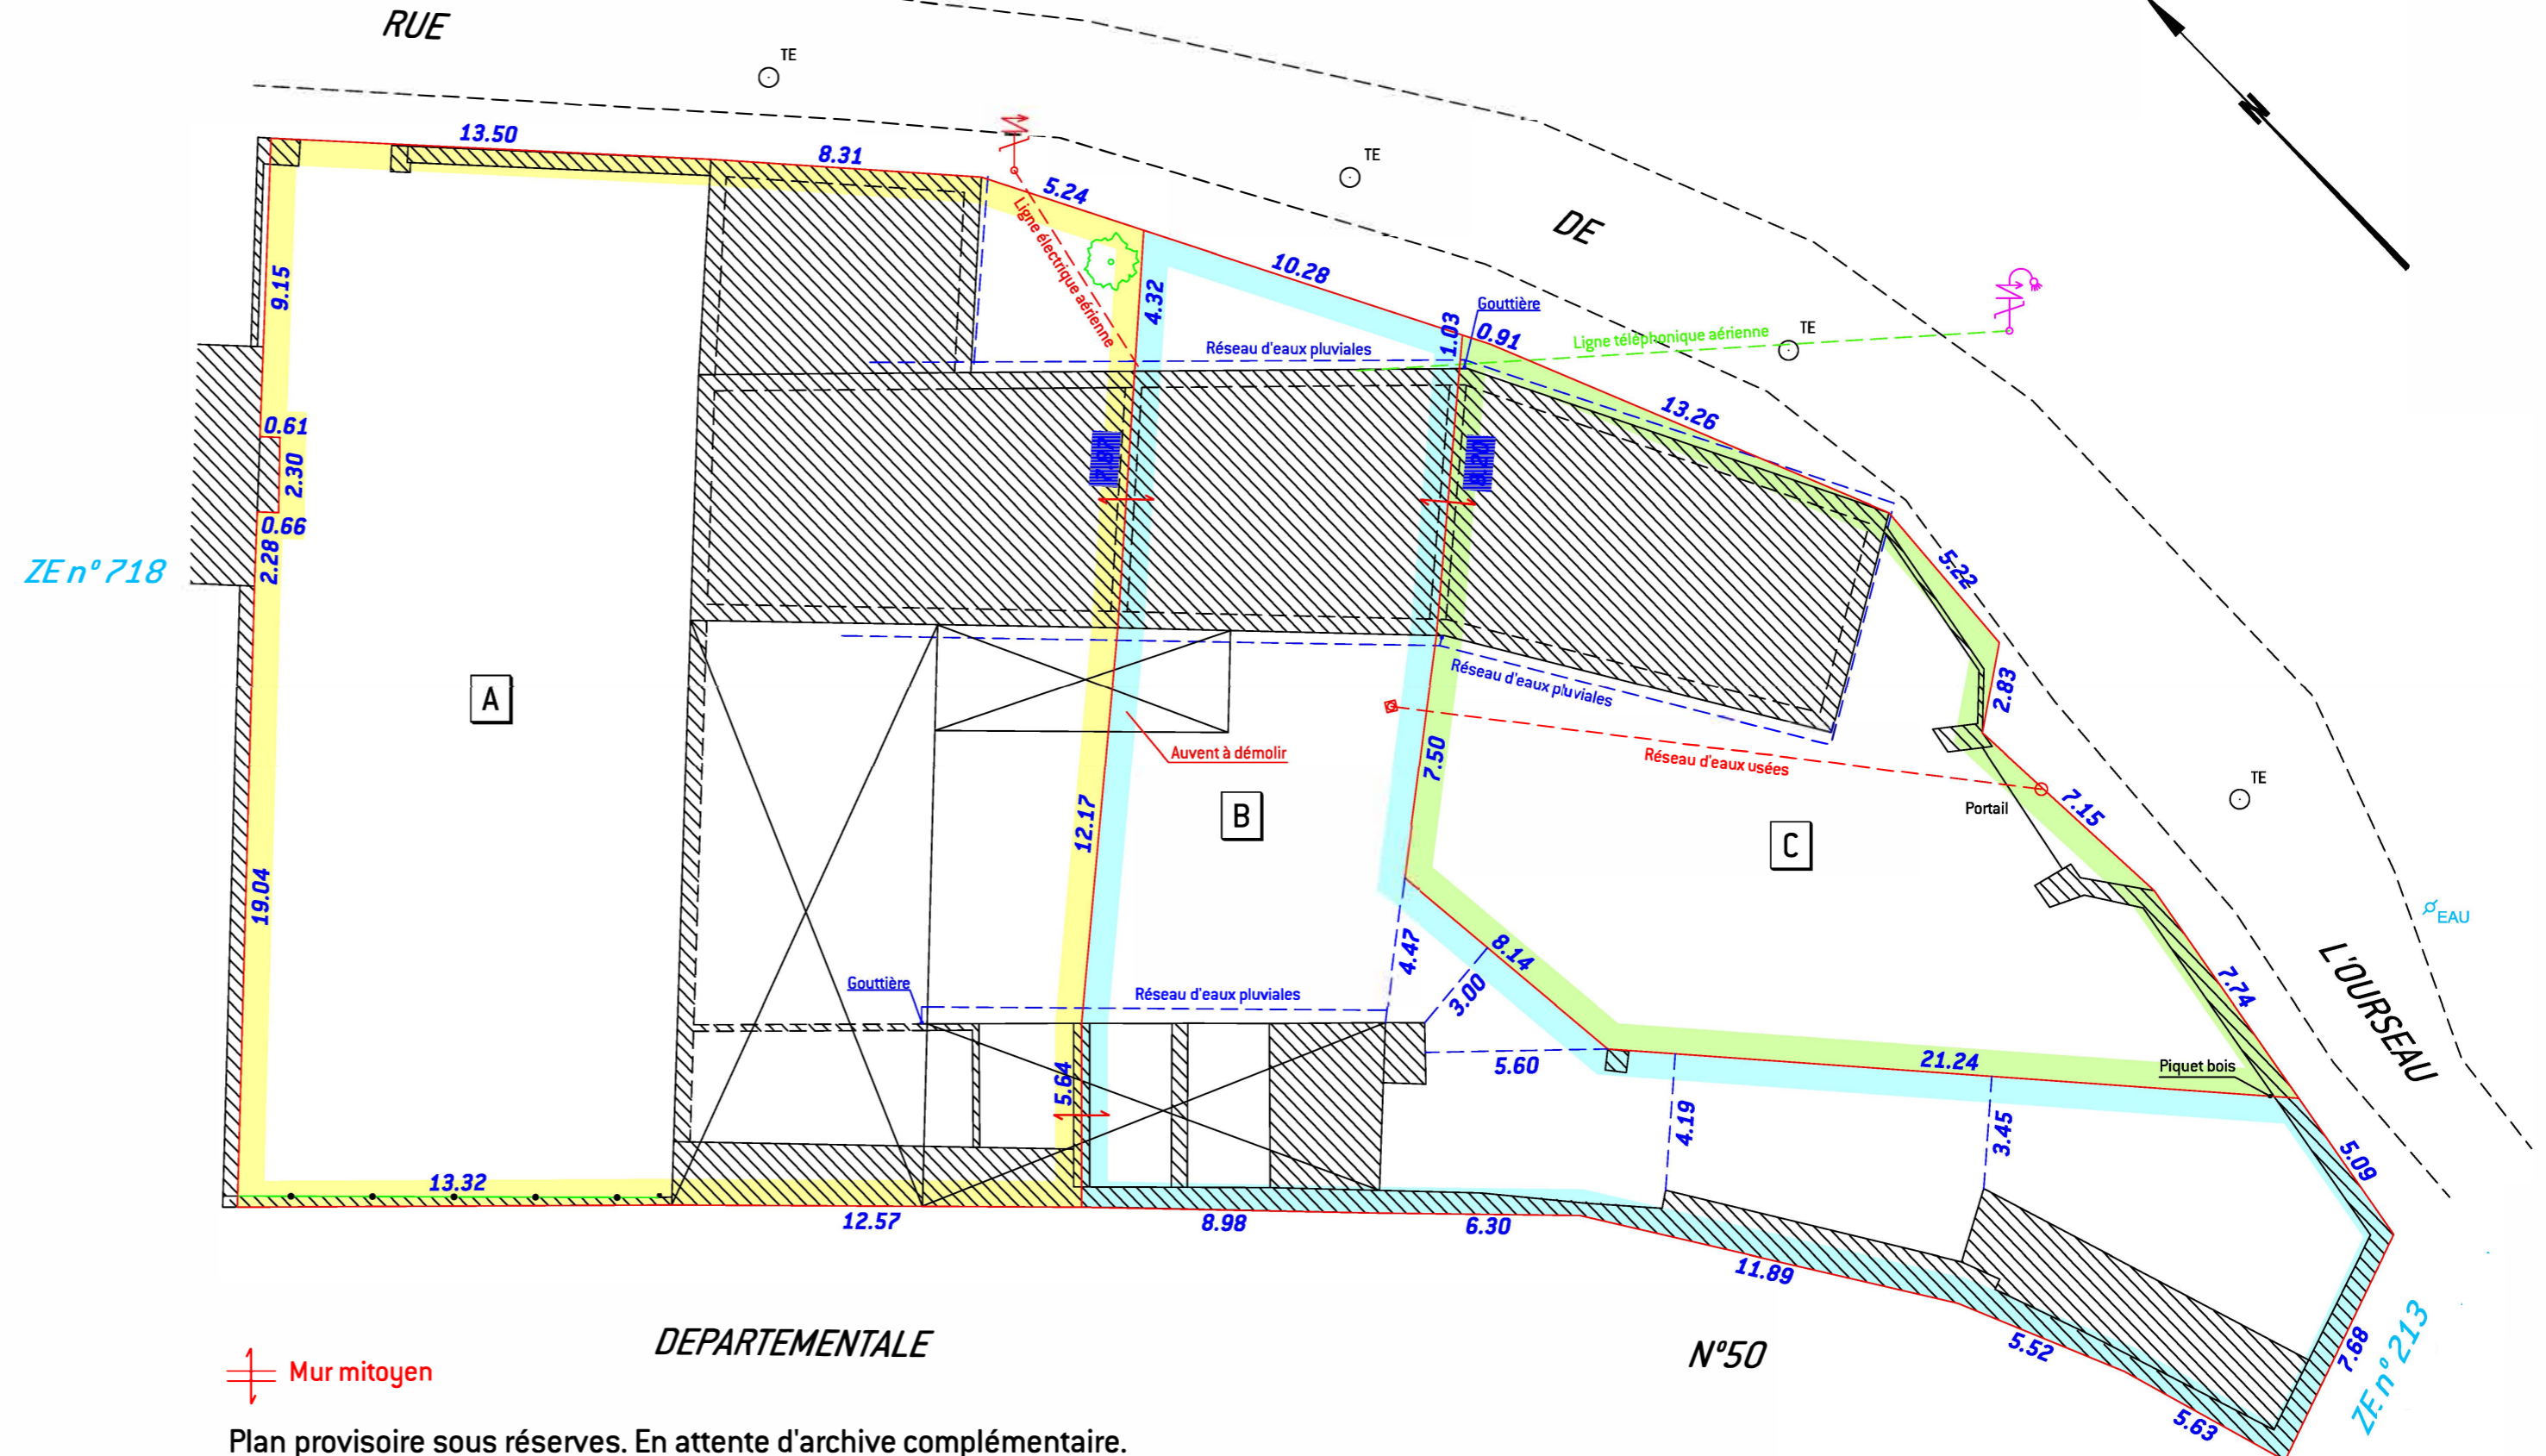 RUE
TE
13.50
8.31
5.24
TE
DE
N
10.28
9.15
Ligne électrique aérienne
4.32
Gouttière
1.03
0.91
Ligne téléphonique aérienne
TE
Réseau d'eaux pluviales
13.26
0.61
2.30
0.66
2.28
7.87
8.20
ZE n° 718
5.22
A
Réseau d'eaux pluviales
2.83
Auvent à démolir
7.50
Réseau d'eaux usées
TE
B
Portail
7.15
12.17
C
19.04
EAU
4.47
8.14
Gouttière
Réseau d'eaux pluviales
3.00
7.74
L'OURSEAU
5.64
5.60
21.24
Piquet bois
4.19
3.45
5.09
13.32
12.57
8.98
6.30
11.89
DEPARTEMENTALE
N°50
5.52
7.68
ZE n° 213
Mur mitoyen
5.63
Plan provisoire sous réserves. En attente d'archive complémentaire.